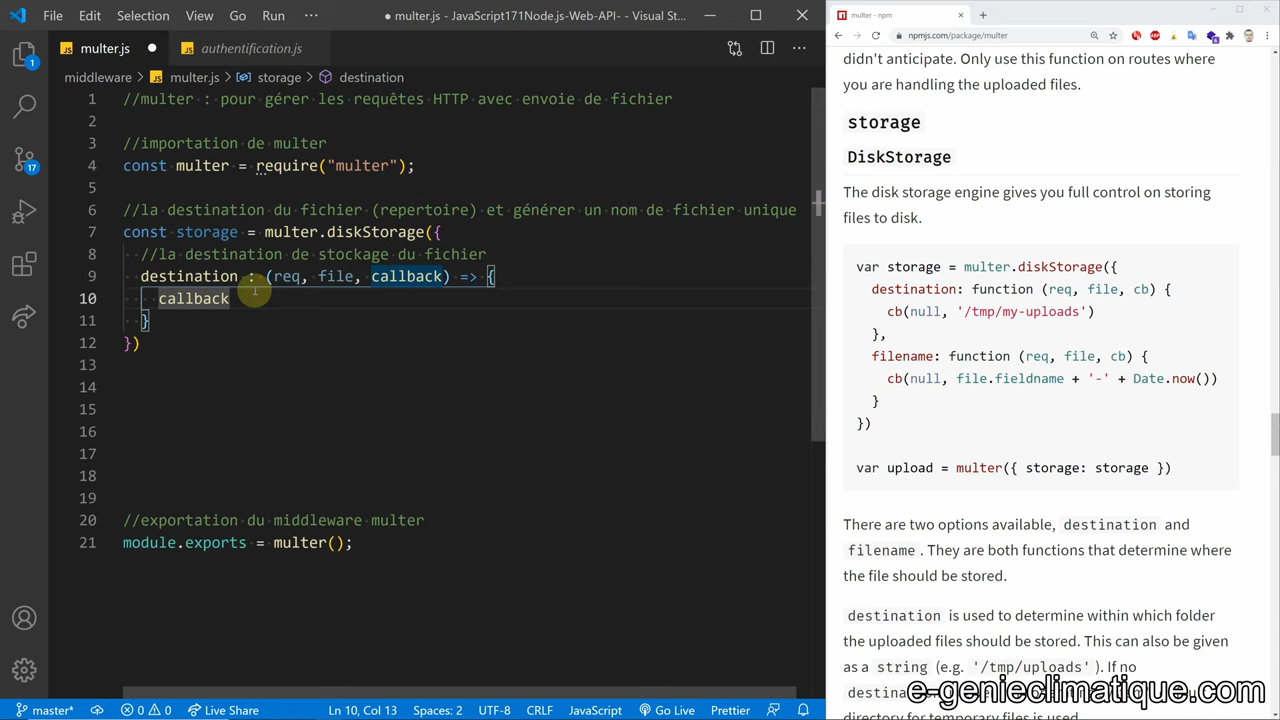 File Edit Selection View Go Run ··· ● multer.js - JavaScript171Node.js-Web-API- - Visual St...
multer.js ●
authentification.js
middleware > multer.js > storage > destination
1 //multer : pour gérer les requêtes HTTP avec envoie de fichier
2
3 //importation de multer
4 const multer = require("multer");
5
6 //la destination du fichier (repertoire) et générer un nom de fichier unique
7 const storage = multer.diskStorage({
8 //la destination de stockage du fichier
9 destination : (req, file, callback) => {
10 callback
11 }
12 })
13
14
15
16
17
18
19
20 //exportation du middleware multer
21 module.exports = multer();
1
17
master* 0 0 Live Share Ln 10, Col 13 Spaces: 2 UTF-8 CRLF JavaScript Go Live Prettier
multer - npm
npmjs.com/package/multer
didn't anticipate. Only use this function on routes where
you are handling the uploaded files.
storage
DiskStorage
The disk storage engine gives you full control on storing
files to disk.
var storage = multer.diskStorage({
destination: function (req, file, cb) {
cb(null, '/tmp/my-uploads')
},
filename: function (req, file, cb) {
cb(null, file.fieldname + '-' + Date.now())
}
})
var upload = multer({ storage: storage })
There are two options available, destination and
filename . They are both functions that determine where
the file should be stored.
destination is used to determine within which folder
the uploaded files should be stored. This can also be given
as a string (e.g. '/tmp/uploads' ). If no
e-genieclimatique.com
directory for temporary files is used.